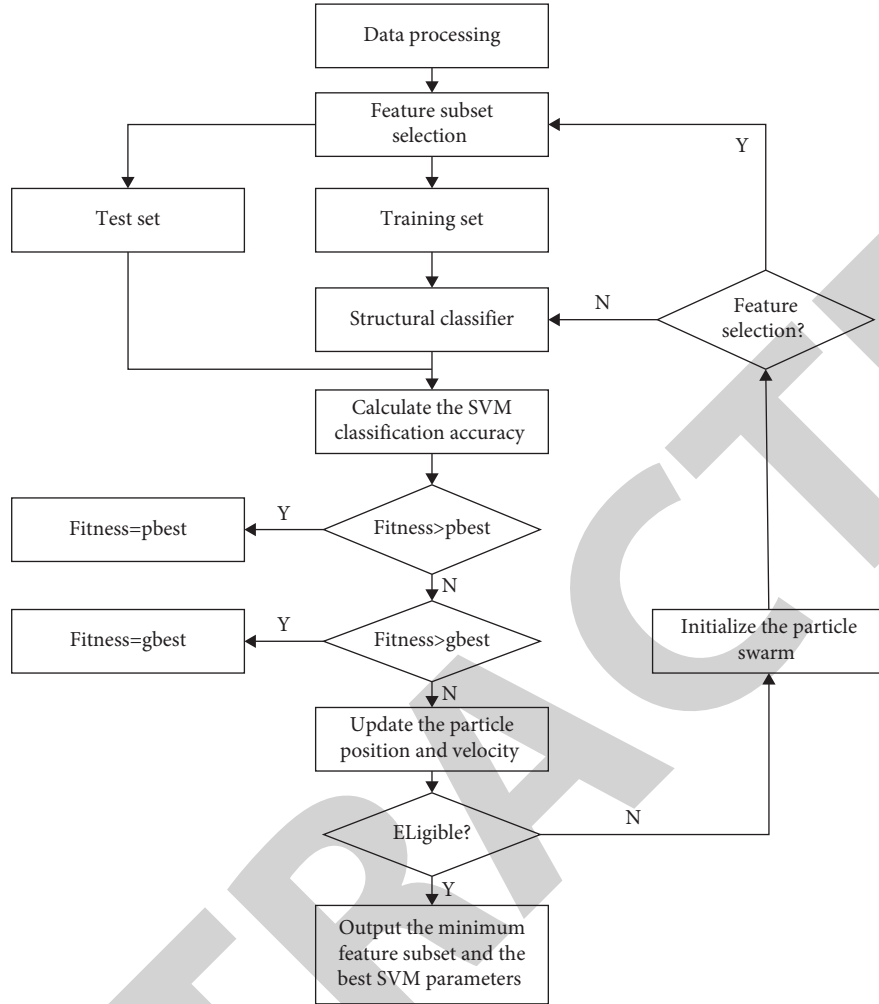 Data processing
Feature subset
selection
Y
Test set
Training set
Feature
selection?
N
Structural classifier
Calculate the SVM
classification accuracy
Fitness=pbest
Y
Fitness>pbest
N
Fitness=gbest
Y
Fitness>gbest
Initialize the particle
swarm
N
Update the particle
position and velocity
ELigible?
N
Y
Output the minimum
feature subset and the
best SVM parameters
TRACT